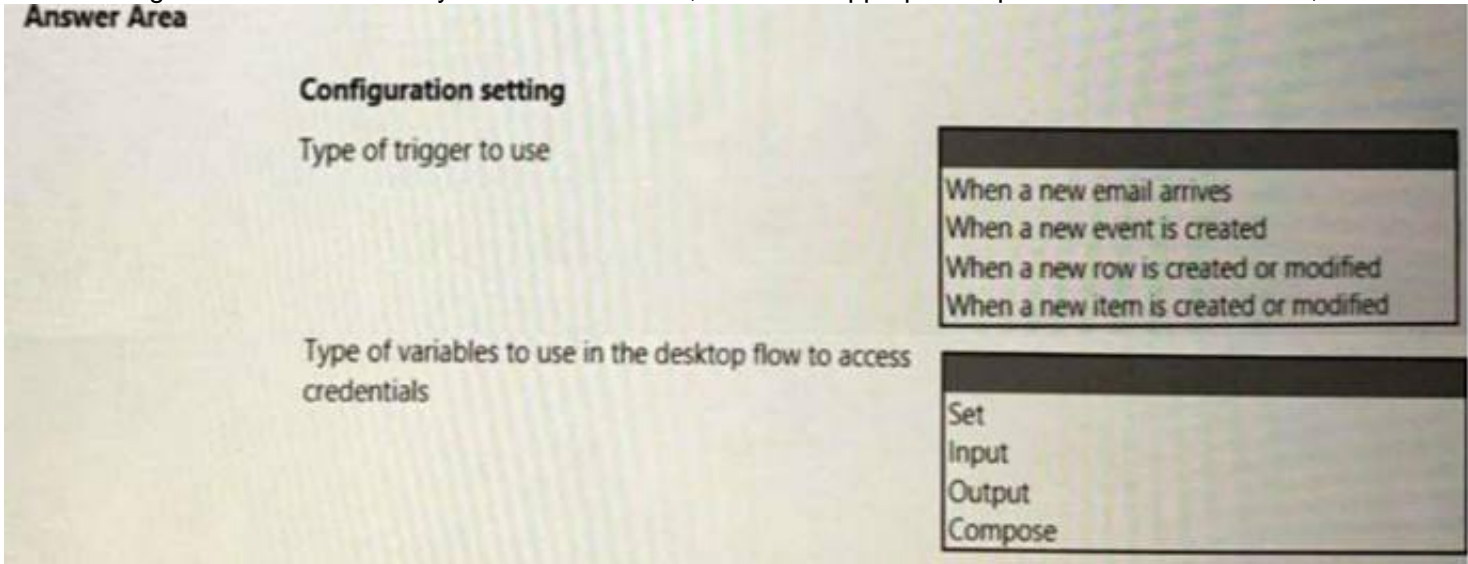 Answer Area
Configuration setting
Type of trigger to use
When a new email arrives
When a new event is created
When a new row is created or modified
When a new item is created or modified
Type of variables to use in the desktop flow to access
credentials
Set
Input
Output
Compose